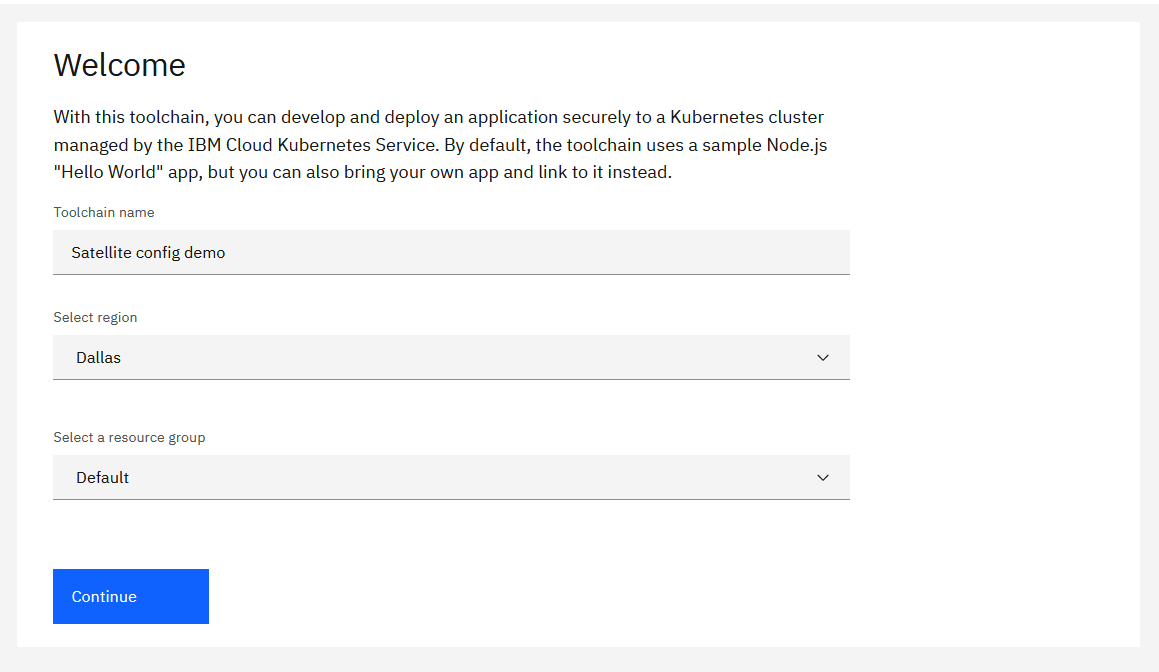 Welcome
With this toolchain, you can develop and deploy an application securely to a Kubernetes cluster
managed by the IBM Cloud Kubernetes Service. By default, the toolchain uses a sample Node.js
"Hello World" app, but you can also bring your own app and link to it instead.
Toolchain name
Satellite config demo
Select region
Dallas
Select a resource group
Default
Continue